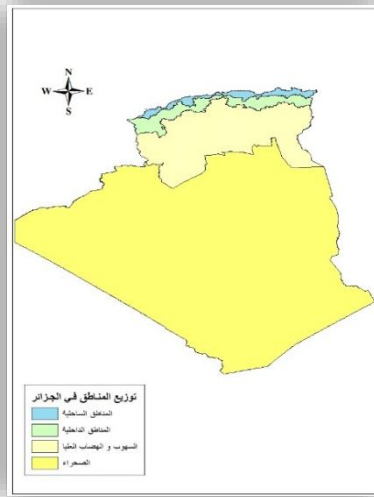 N
W E
S
توزيع المناطق في الجزائر
المناطق الساحلية
المناطق الداخلية
السهوب و الهضاب العليا
الصحراء